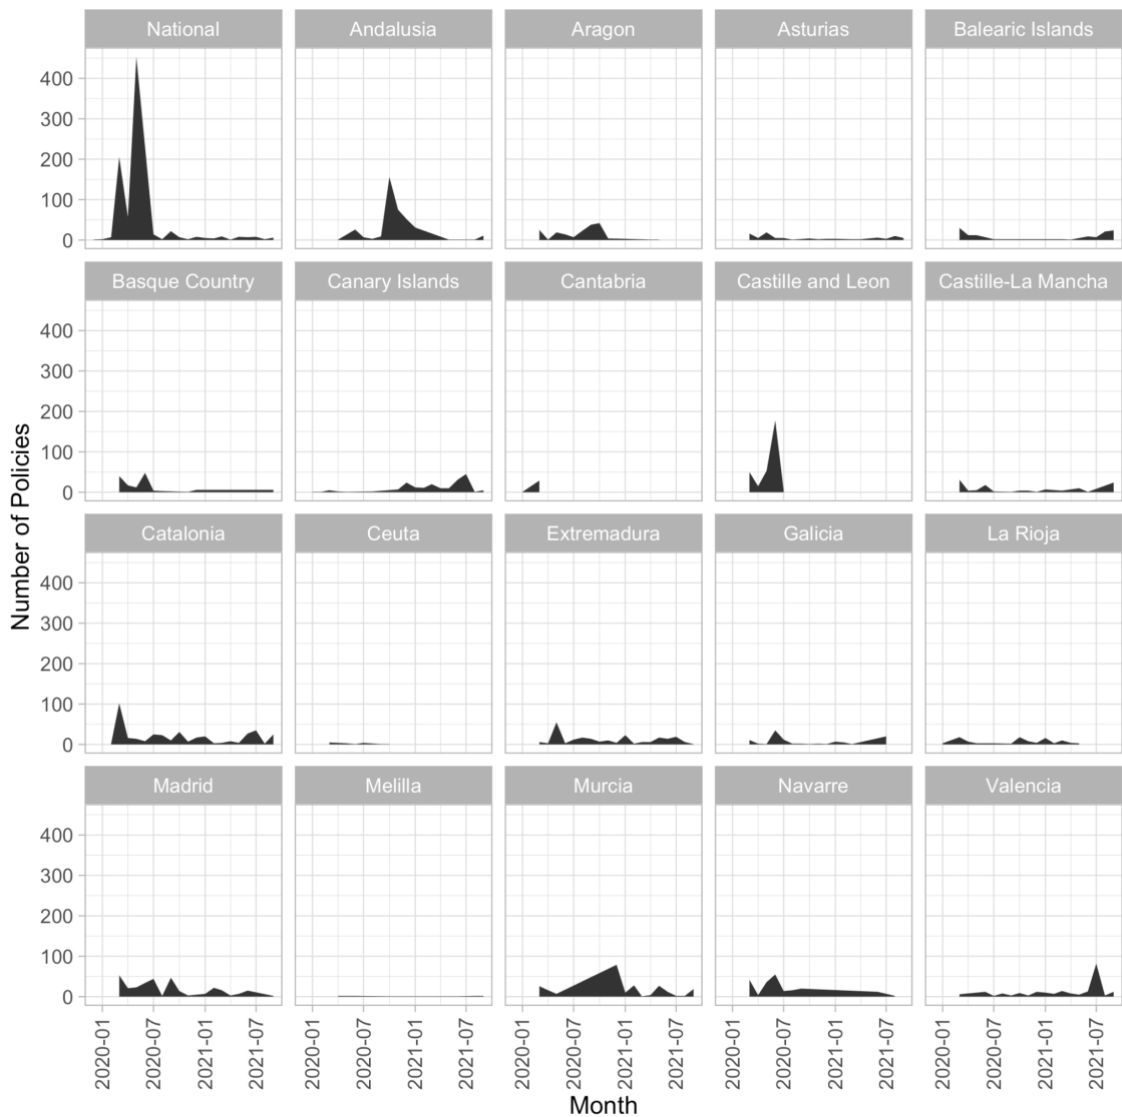 National Andalusia Aragon Asturias Balearic Islands
400
300
200
100
0
Basque Country Canary Islands Cantabria Castille and Leon Castille-La Mancha
400
300
200
100
0
Number of Policies
Catalonia Ceuta Extremadura Galicia La Rioja
400
300
200
100
0
Madrid Melilla Murcia Navarre Valencia
400
300
200
100
0
2020-01 2020-07 2021-01 2021-07 2020-01 2020-07 2021-01 2021-07 2020-01 2020-07 2021-01 2021-07 2020-01 2020-07 2021-01 2021-07 2020-01 2020-07 2021-01 2021-07
Month